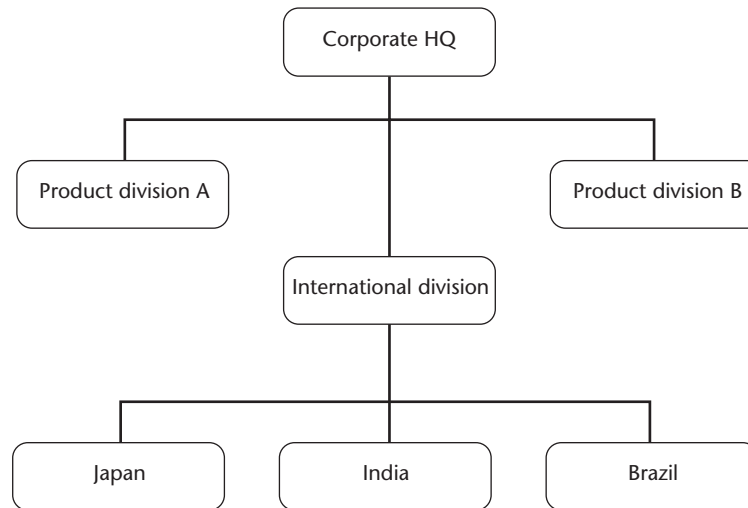 Corporate HQ
Product division A
Product division B
International division
Japan
India
Brazil